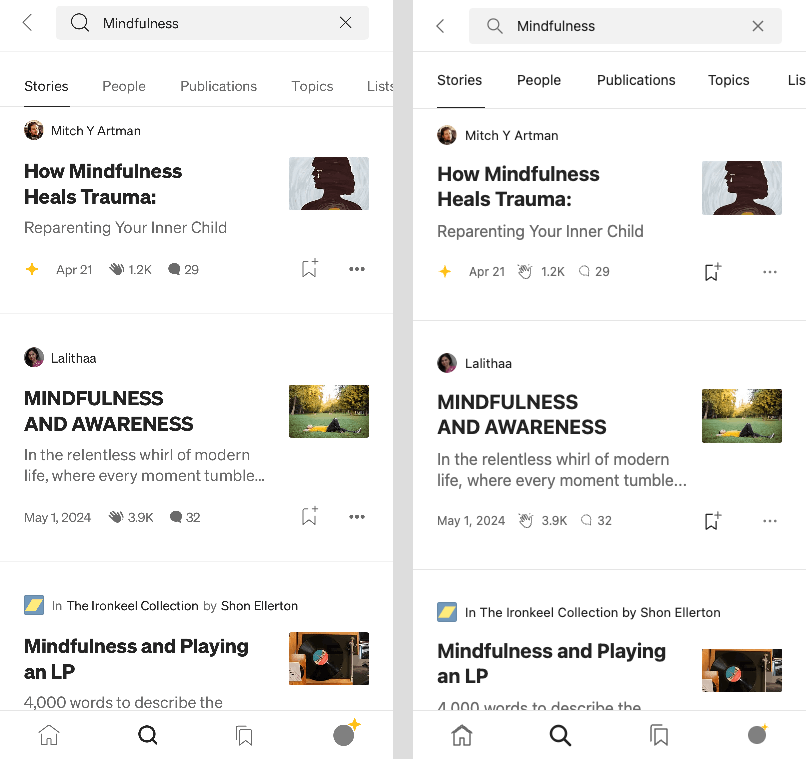 Mindfulness
Stories People Publications Topics Lists
Mitch Y Artman
How Mindfulness
Heals Trauma:
Reparenting Your Inner Child
Apr 21 1.2K 29
Lalithaa
MINDFULNESS
AND AWARENESS
In the relentless whirl of modern
life, where every moment tumble...
May 1, 2024 3.9K 32
In The Ironkeel Collection by Shon Ellerton
Mindfulness and Playing
an LP
4,000 words to describe the
Mindfulness
Stories People Publications Topics Lis
Mitch Y Artman
How Mindfulness
Heals Trauma:
Reparenting Your Inner Child
Apr 21 1.2K 29
Lalithaa
MINDFULNESS
AND AWARENESS
In the relentless whirl of modern
life, where every moment tumble...
May 1, 2024 3.9K 32
In The Ironkeel Collection by Shon Ellerton
Mindfulness and Playing
an LP
4,000 words to describe the